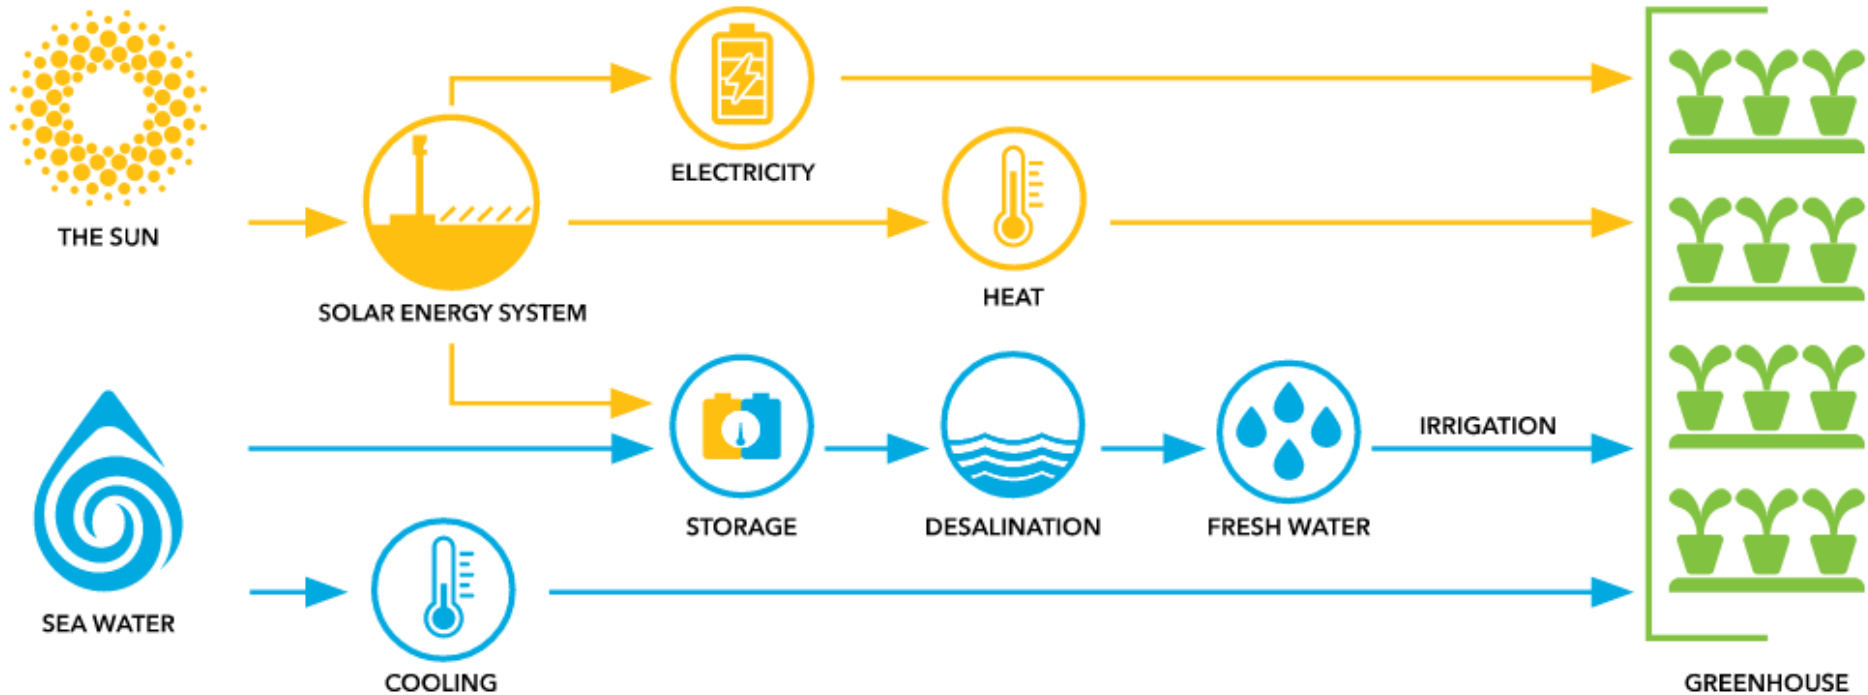 THE SUN
SOLAR ENERGY SYSTEM
ELECTRICITY
HEAT
SEA WATER
STORAGE
DESALINATION
FRESH WATER
IRRIGATION
COOLING
GREENHOUSE